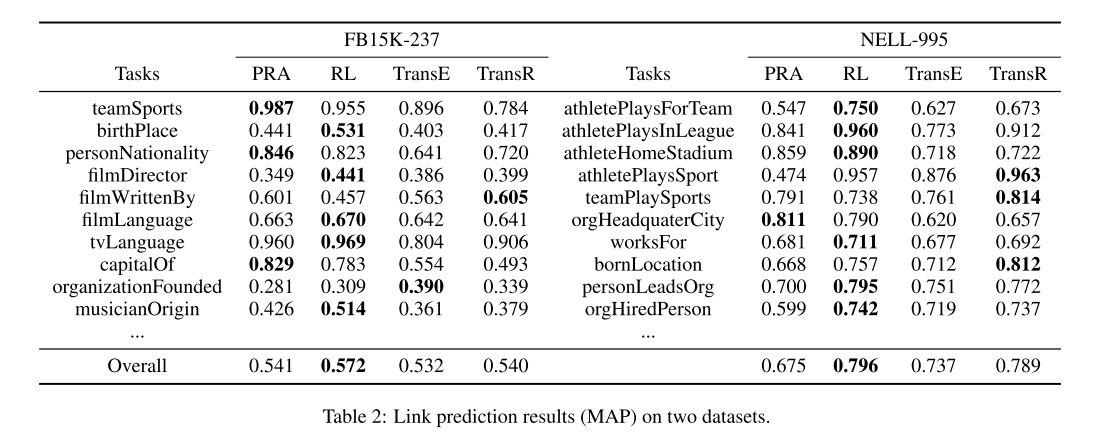 FB15K-237 NELL-995
Tasks PRA RL TransE TransR Tasks PRA RL TransE TransR
teamSports 0.987 0.955 0.896 0.784 athletePlaysForTeam 0.547 0.750 0.627 0.673
birthPlace 0.441 0.531 0.403 0.417 athletePlaysInLeague 0.841 0.960 0.773 0.912
personNationality 0.846 0.823 0.641 0.720 athleteHomeStadium 0.859 0.890 0.718 0.722
filmDirector 0.349 0.441 0.386 0.399 athletePlaysSport 0.474 0.957 0.876 0.963
filmWrittenBy 0.601 0.457 0.563 0.605 teamPlaySports 0.791 0.738 0.761 0.814
filmLanguage 0.663 0.670 0.642 0.641 orgHeadquaterCity 0.811 0.790 0.620 0.657
tvLanguage 0.960 0.969 0.804 0.906 worksFor 0.681 0.711 0.677 0.692
capitalOf 0.829 0.783 0.554 0.493 bornLocation 0.668 0.757 0.712 0.812
organizationFounded 0.281 0.309 0.390 0.339 personLeadsOrg 0.700 0.795 0.751 0.772
musicianOrigin 0.426 0.514 0.361 0.379 orgHiredPerson 0.599 0.742 0.719 0.737
... ...
Overall 0.541 0.572 0.532 0.540 0.675 0.796 0.737 0.789
Table 2: Link prediction results (MAP) on two datasets.